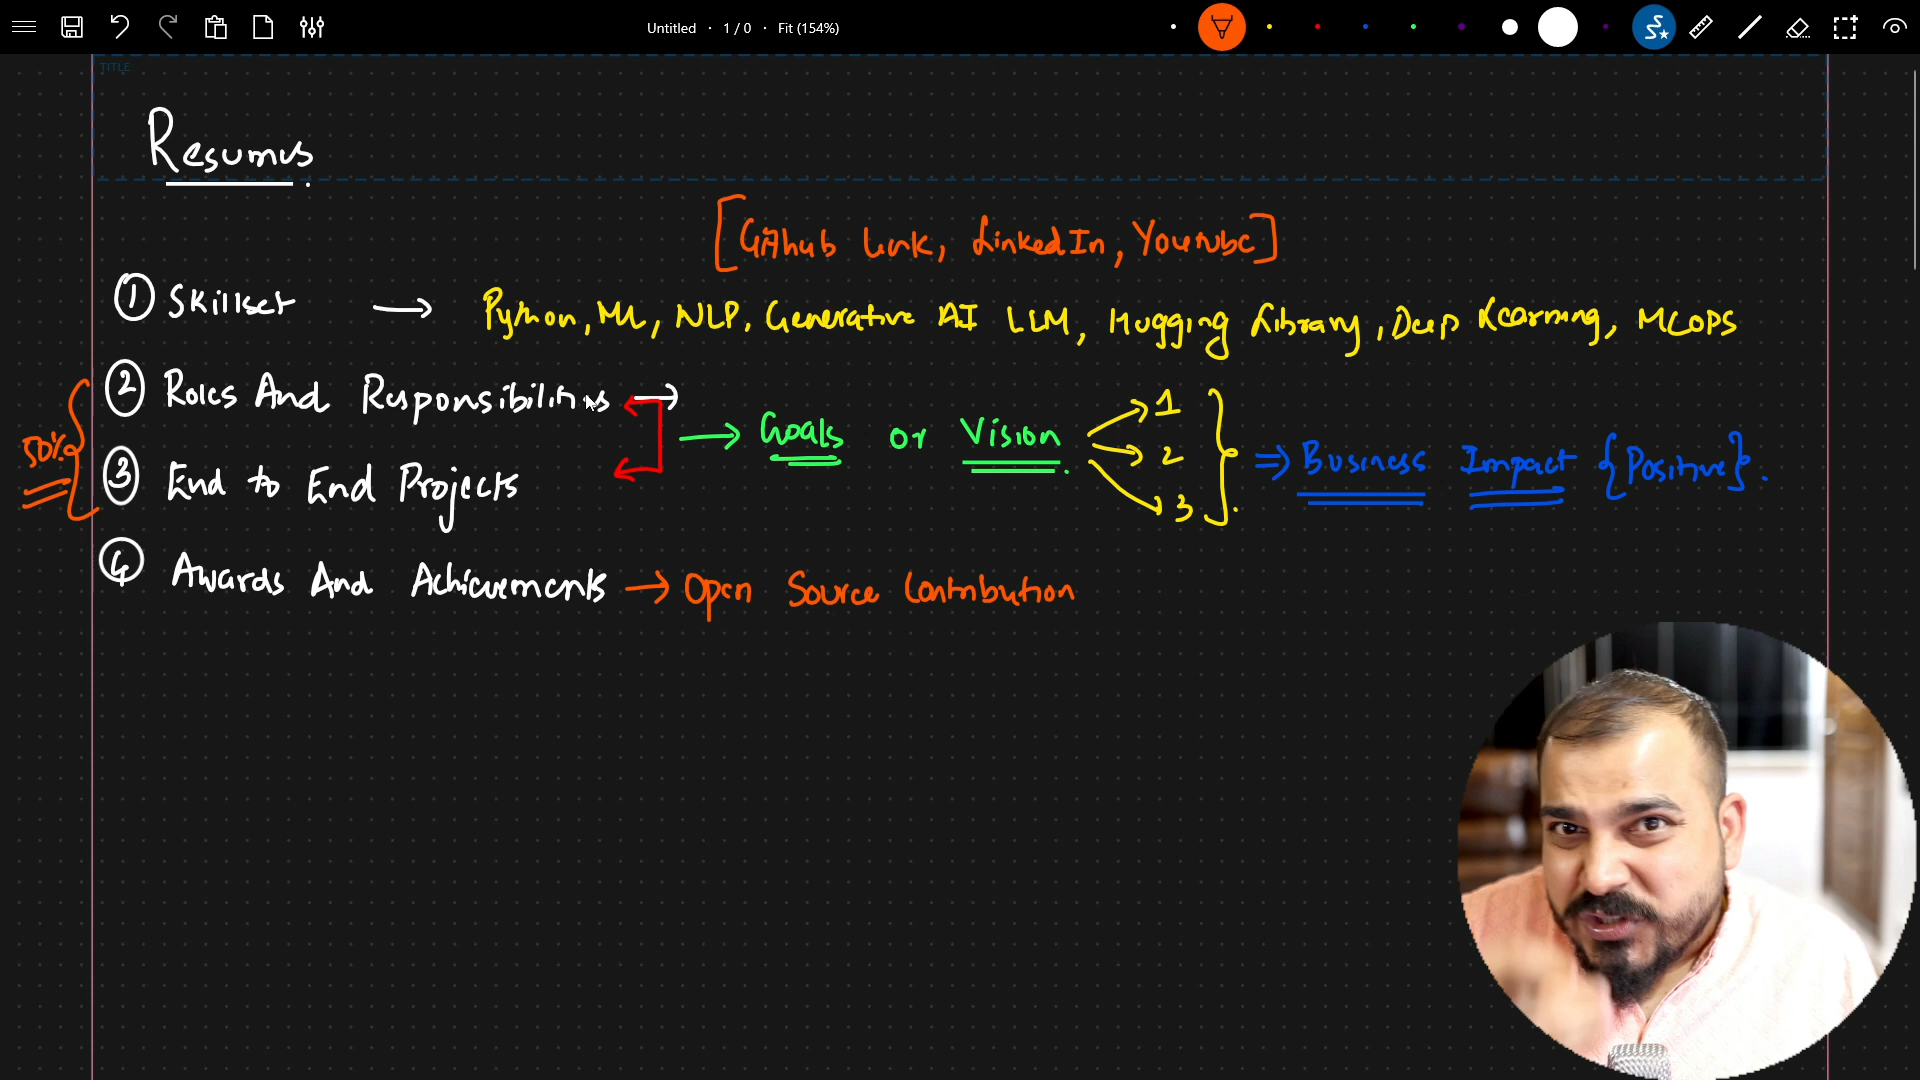 Untitled · 1 / 0 · Fit (154%)
TITLE
Resumes
[Github link, LinkedIn, Youtube]
① Skillset → Python, ML, NLP, Generative AI LLM, Hugging Library, Deep Learning, MLOPS
② Roles And Responsibilities →
→ Goals or Vision. → 1 → 2 → 3 } ⇒ Business Impact {Positive}.
50% {
③ End to End Projects
④ Awards And Achievements → Open Source Contribution